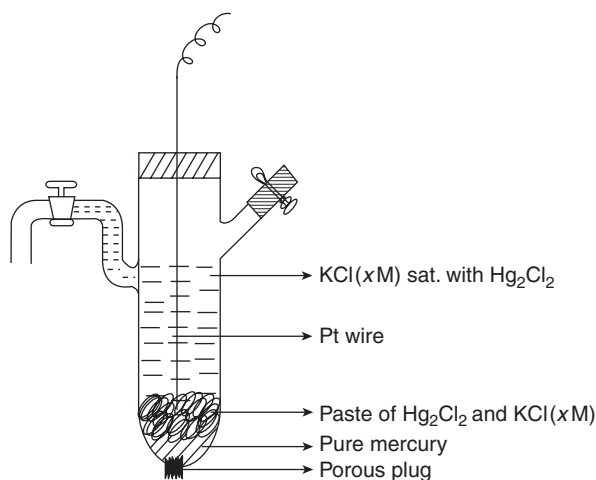 KCl(xM) sat. with Hg₂Cl₂
Pt wire
Paste of Hg₂Cl₂ and KCl(xM)
Pure mercury
Porous plug